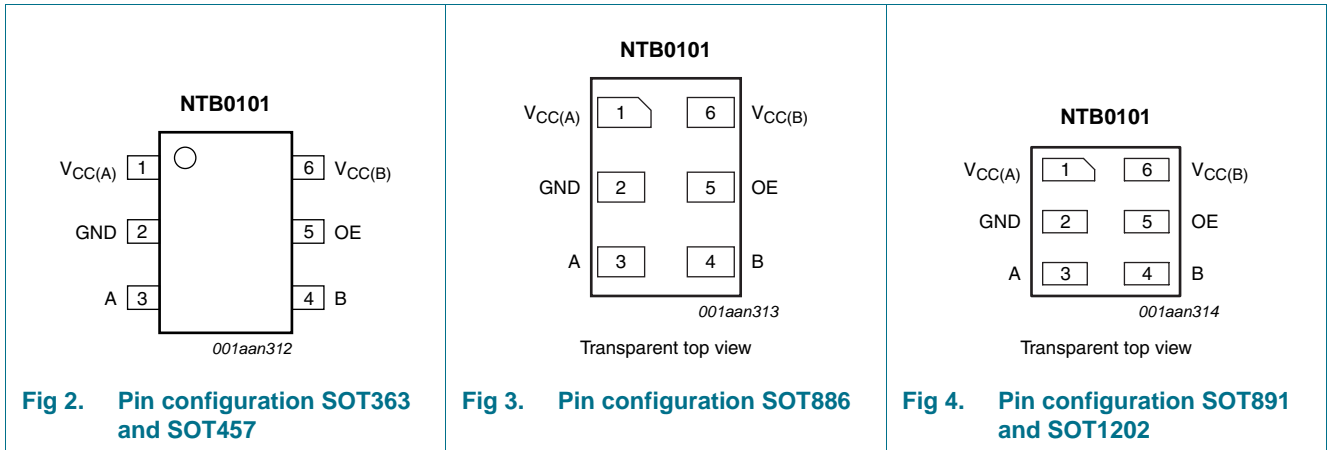 NTB0101
VCC(A) 1 6 VCC(B)
GND 2 5 OE
A 3 4 B
001aan312
Fig 2. Pin configuration SOT363
and SOT457
NTB0101
VCC(A) 1 6 VCC(B)
GND 2 5 OE
A 3 4 B
001aan313
Transparent top view
Fig 3. Pin configuration SOT886
NTB0101
VCC(A) 1 6 VCC(B)
GND 2 5 OE
A 3 4 B
001aan314
Transparent top view
Fig 4. Pin configuration SOT891
and SOT1202